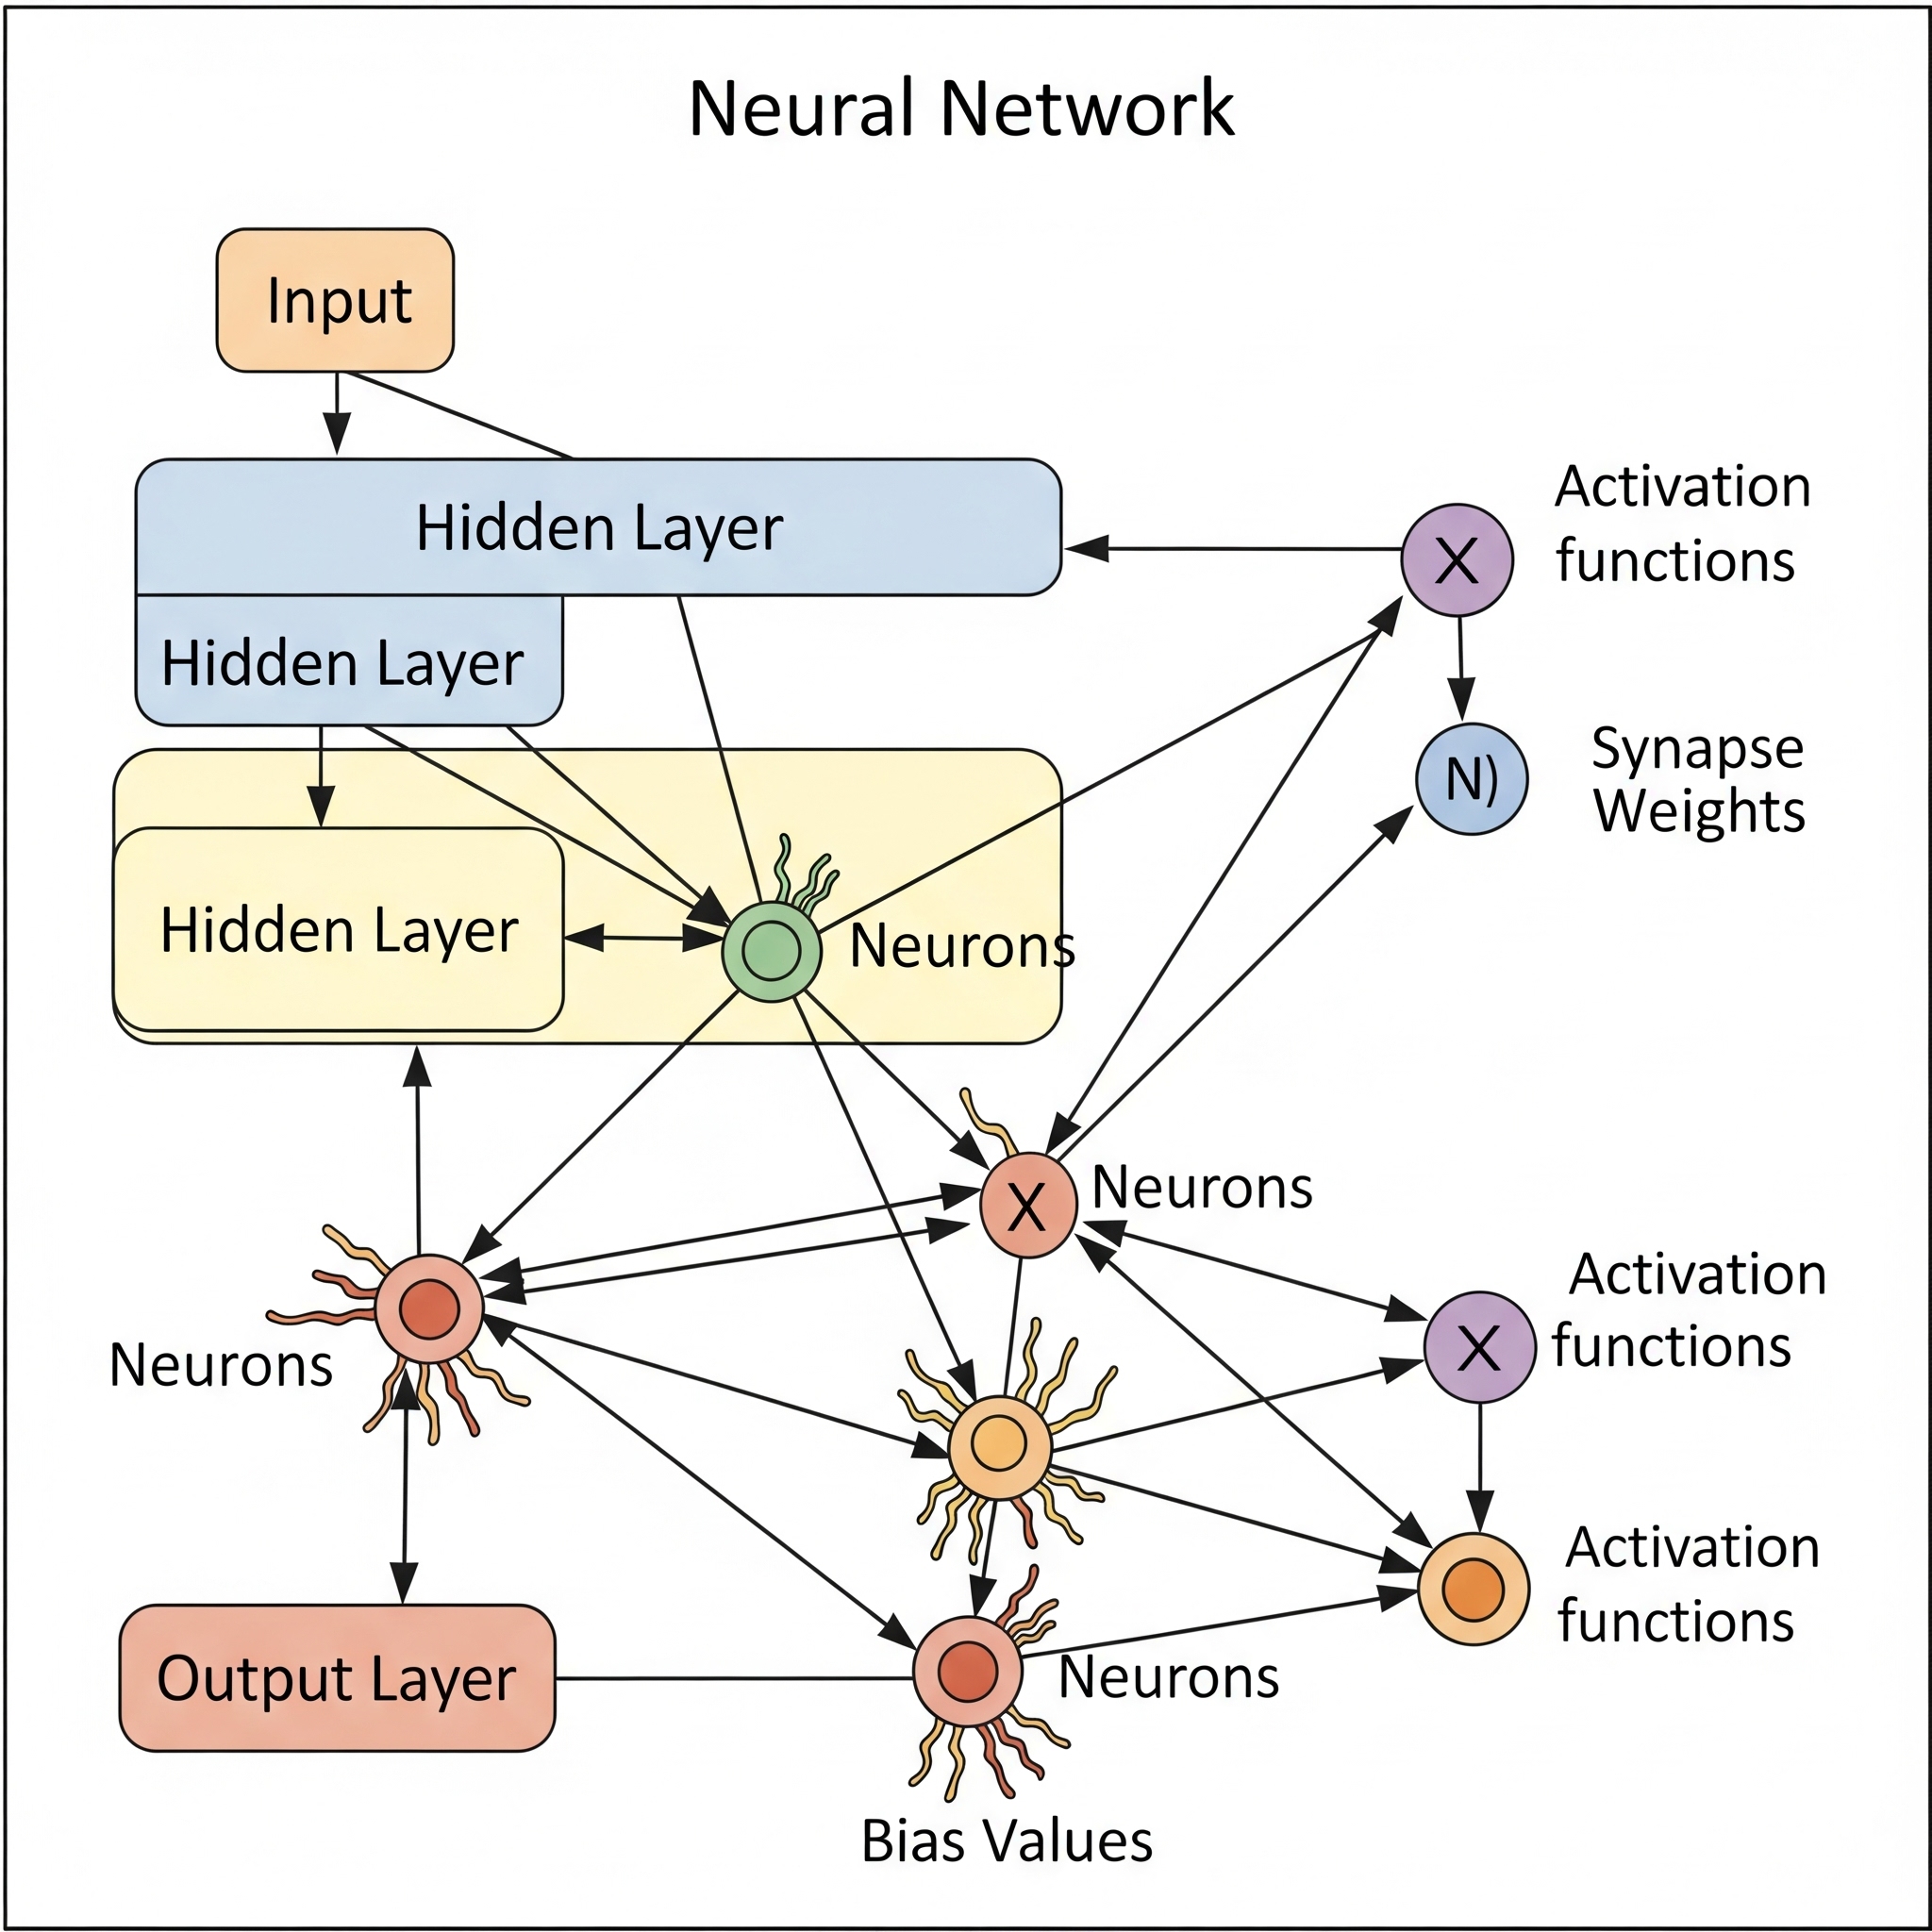 Neural Network
Input
Hidden Layer
Activation
functions
X
Hidden Layer
N)
Synapse
Weights
Hidden Layer
Neurons
X
Neurons
Neurons
X
Activation
functions
Activation
functions
Output Layer
Neurons
Bias Values